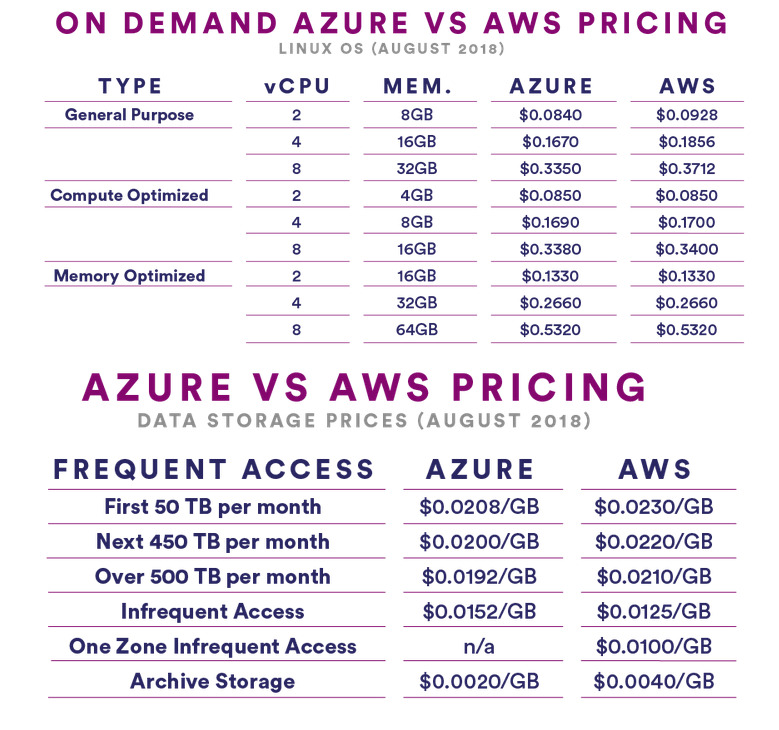 ON DEMAND AZURE VS AWS PRICING
LINUX OS (AUGUST 2018)
TYPE vCPU MEM. AZURE AWS
General Purpose 2 8GB $0.0840 $0.0928
4 16GB $0.1670 $0.1856
8 32GB $0.3350 $0.3712
Compute Optimized 2 4GB $0.0850 $0.0850
4 8GB $0.1690 $0.1700
8 16GB $0.3380 $0.3400
Memory Optimized 2 16GB $0.1330 $0.1330
4 32GB $0.2660 $0.2660
8 64GB $0.5320 $0.5320
AZURE VS AWS PRICING
DATA STORAGE PRICES (AUGUST 2018)
FREQUENT ACCESS AZURE AWS
First 50 TB per month $0.0208/GB $0.0230/GB
Next 450 TB per month $0.0200/GB $0.0220/GB
Over 500 TB per month $0.0192/GB $0.0210/GB
Infrequent Access $0.0152/GB $0.0125/GB
One Zone Infrequent Access n/a $0.0100/GB
Archive Storage $0.0020/GB $0.0040/GB